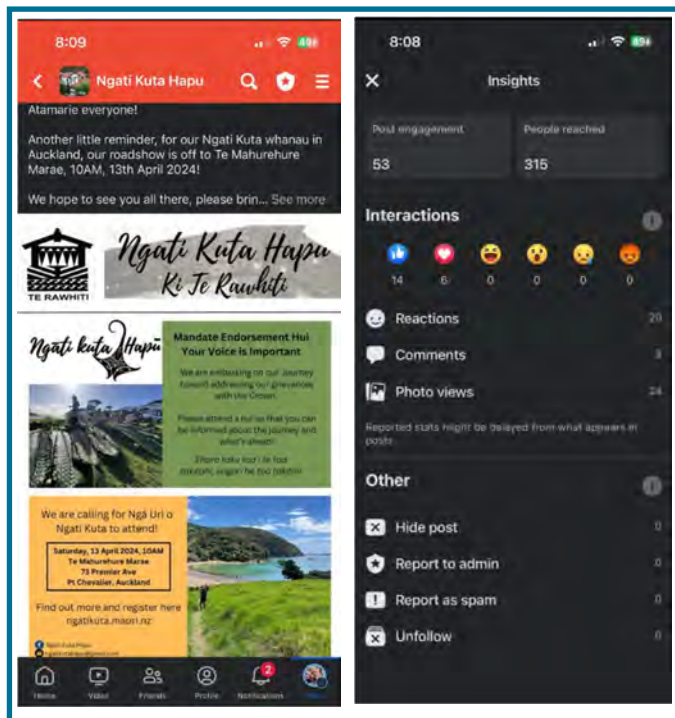 8:09
49
Ngati Kuta Hapu
Atamarie everyone!
Another little reminder, for our Ngati Kuta whanau in
Auckland, our roadshow is off to Te Mahurehure
Marae, 10AM, 13th April 2024!
We hope to see you all there, please brin... See more
TE RAWHITI
Ngati Kuta Hapu
Ki Te Rawhiti
Ngati kuta Hapū
Mandate Endorsement Hui
Your Voice is Important
We are embarking on our Journey
toward addressing our grievances
with the Crown.
Please attend a hui so that you can
be informed about the journey and
what's ahead!
We are calling for Ngā Uri o
Ngati Kuta to attend!
Saturday, 13 April 2024, 10AM
Te Mahurehure Marae
73 Premier Ave
Pt Chevalier, Auckland
Find out more and register here
ngatikuta.maori.nz
Ngati Kuta Hapu
2
Home
Video
Friends
Profile
Notifications
8:08
49
Insights
Post engagement
53
People reached
315
Interactions
14
6
0
0
0
0
Reactions
20
Comments
3
Photo views
24
Reported stats might be delayed from what appears in
posts
Other
Hide post
0
Report to admin
0
Report as spam
0
Unfollow
0